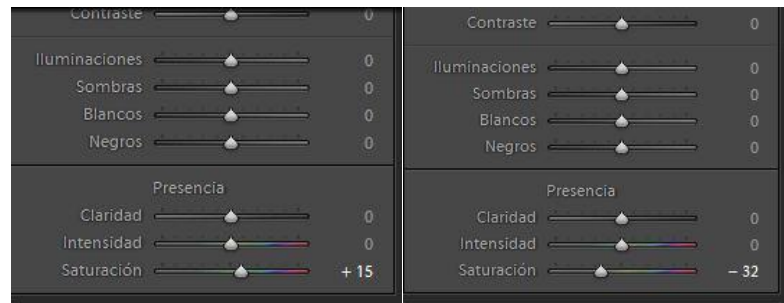 Contraste 0
Iluminaciones 0
Sombras 0
Blancos 0
Negros 0
Presencia
Claridad 0
Intensidad 0
Saturación + 15
Contraste 0
Iluminaciones 0
Sombras 0
Blancos 0
Negros 0
Presencia
Claridad 0
Intensidad 0
Saturación − 32